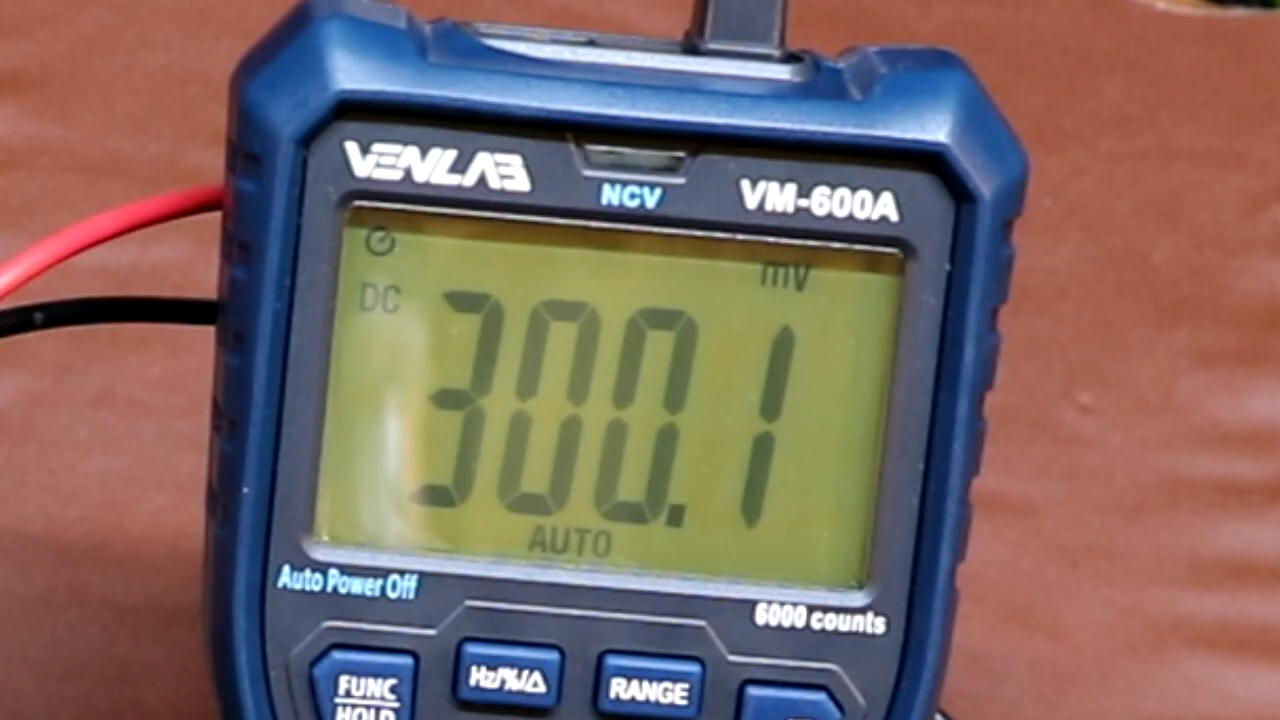 VENLAB
NCV
VM-600A
mV
DC
300.1
AUTO
Auto Power Off
6000 counts
FUNC
HOLD
Hz/%/Δ
RANGE